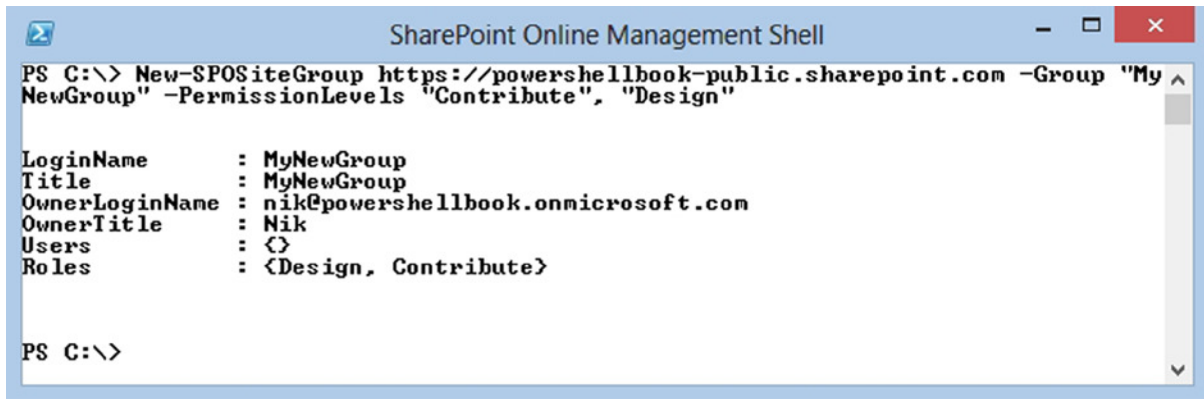 SharePoint Online Management Shell
PS C:\> New-SPOSiteGroup https://powershellbook-public.sharepoint.com -Group "My
NewGroup" -PermissionLevels "Contribute", "Design"
LoginName : MyNewGroup
Title : MyNewGroup
OwnerLoginName : nik@powershellbook.onmicrosoft.com
OwnerTitle : Nik
Users : {}
Roles : {Design, Contribute}
PS C:\>